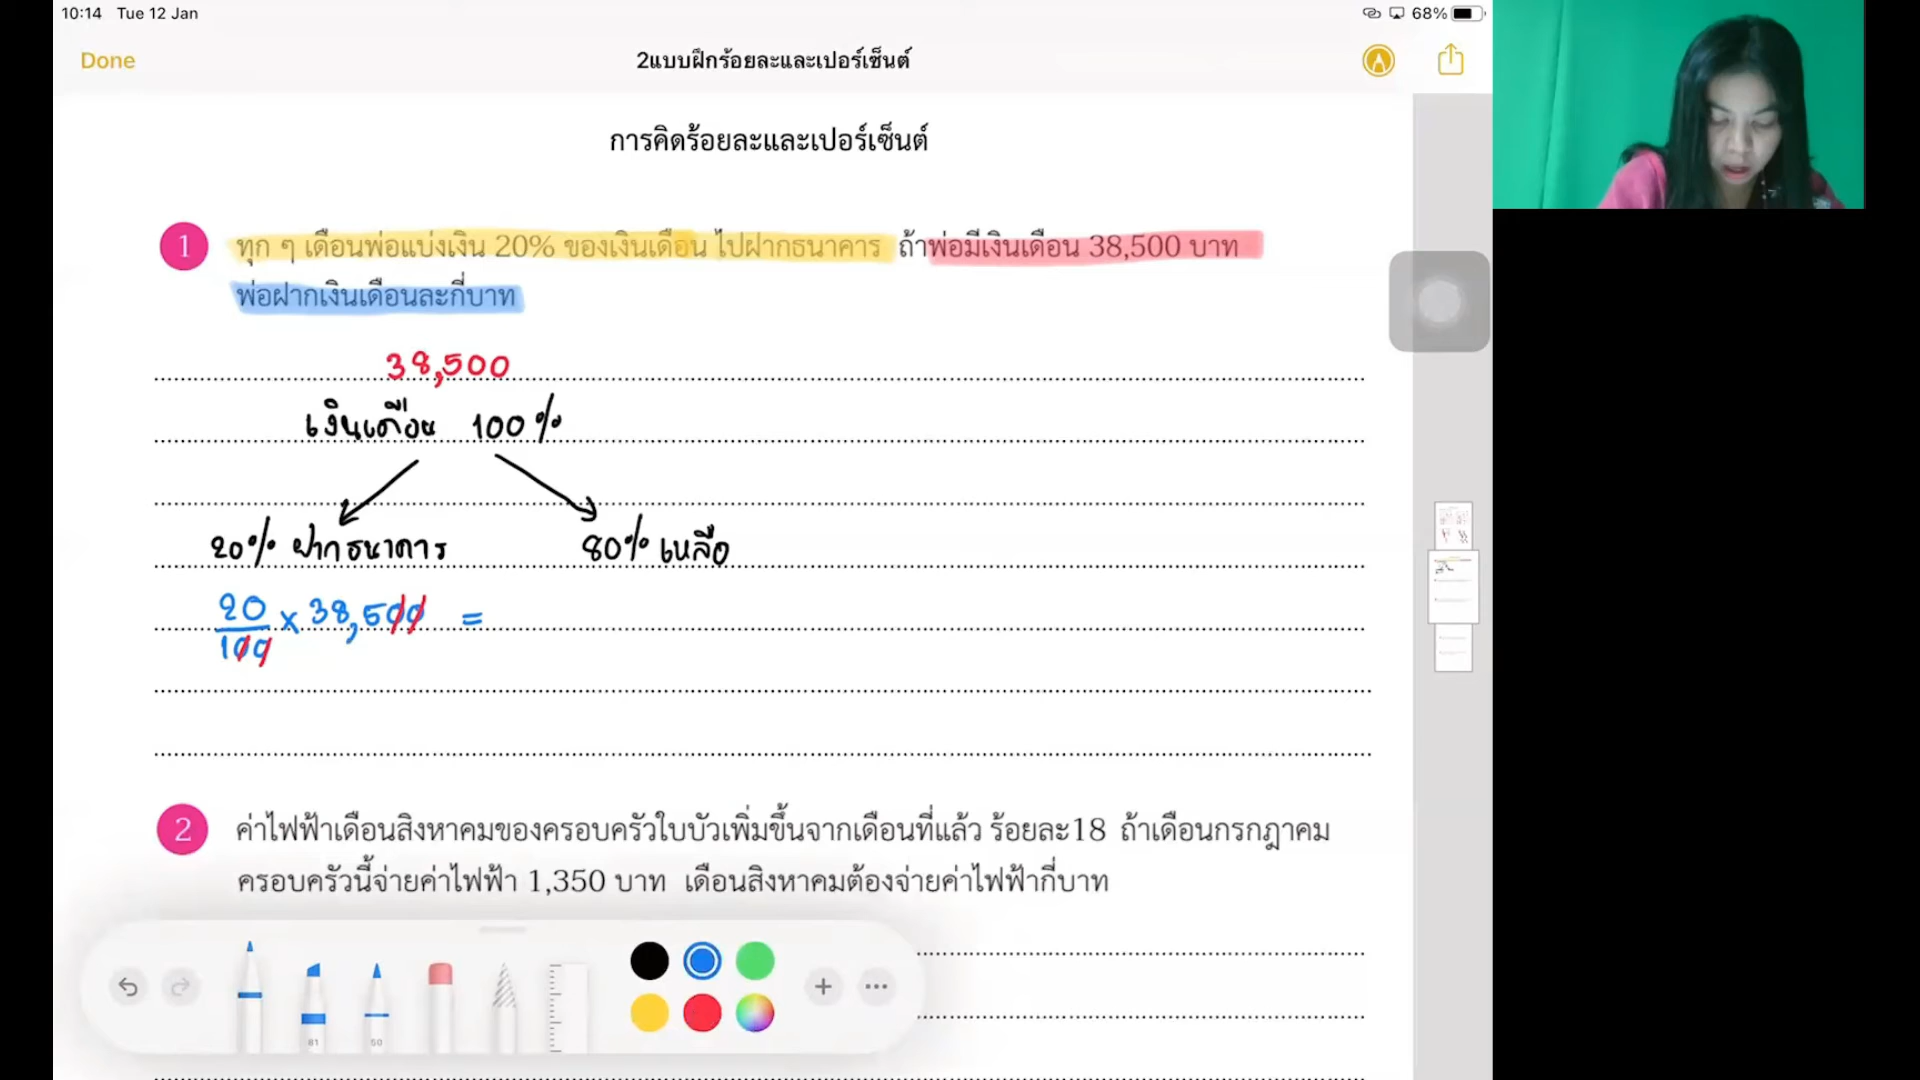 10:14 Tue 12 Jan 68%
Done 2แบบฝึกร้อยละและเปอร์เซ็นต์
การคิดร้อยละและเปอร์เซ็นต์
1 ทุก ๆ เดือนพ่อแบ่งเงิน 20% ของเงินเดือน ไปฝากธนาคาร ถ้าพ่อมีเงินเดือน 38,500 บาท
พ่อฝากเงินเดือนละกี่บาท
38,500
เงินเดือน 100%
20% ฝากธนาคาร 80% เหลือ
20/100 × 38,500 =
2 ค่าไฟฟ้าเดือนสิงหาคมของครอบครัวใบบัวเพิ่มขึ้นจากเดือนที่แล้ว ร้อยละ18 ถ้าเดือนกรกฎาคม
ครอบครัวนี้จ่ายค่าไฟฟ้า 1,350 บาท เดือนสิงหาคมต้องจ่ายค่าไฟฟ้ากี่บาท
81 50